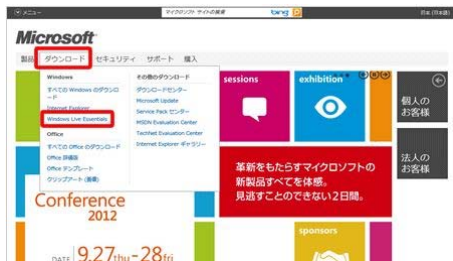 メニュー
マイクロソフト サイトの検索
bing
日本 (日本語)
Microsoft
製品 ダウンロード セキュリティ サポート 購入
Windows
すべての Windows のダウンロード
Internet Explorer
Windows Live Essentials
Office
すべての Office のダウンロード
Office 評価版
Office テンプレート
クリップアート (画像)
その他のダウンロード
ダウンロードセンター
Microsoft Update
Service Pack センター
MSDN Evaluation Center
TechNet Evaluation Center
Internet Explorer ギャラリー
sessions
exhibition
個人の
お客様
法人の
お客様
革新をもたらすマイクロソフトの
新製品すべてを体感。
見逃すことのできない2日間。
Conference
2012
sponsors
DATE 9.27thu-28fri